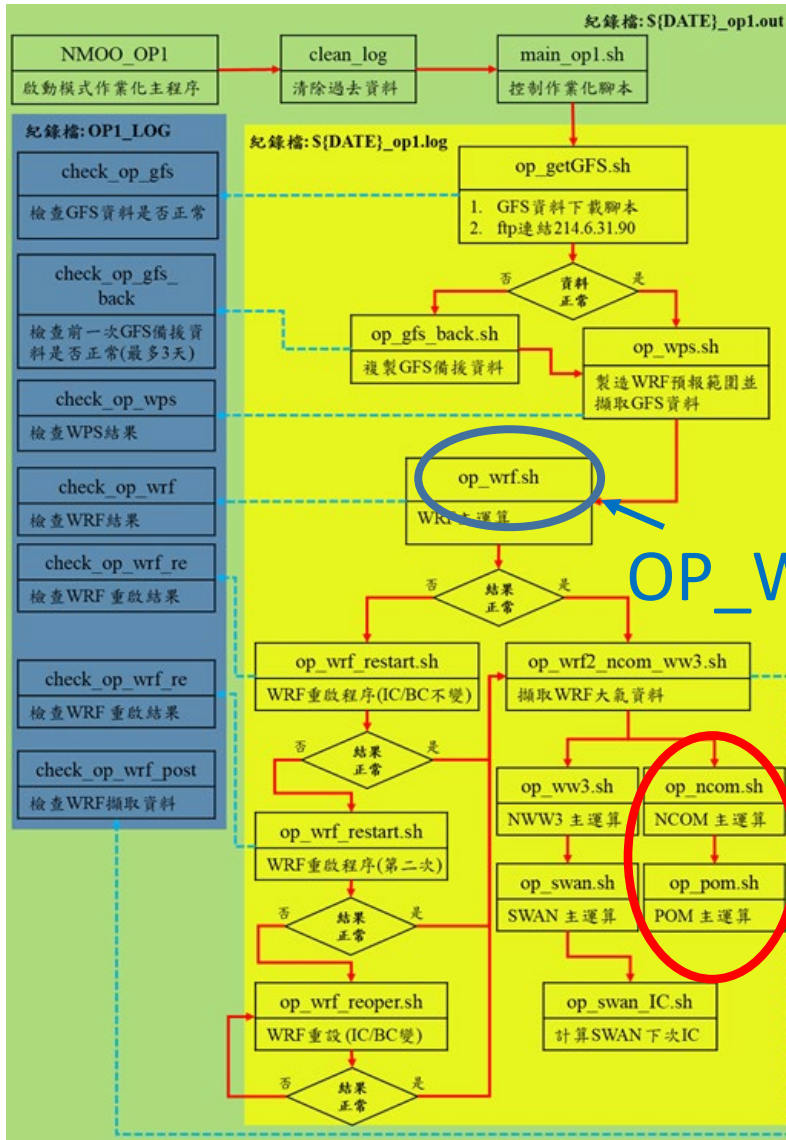 紀錄檔: ${DATE}_op1.out
NMOO_OP1
啟動模式作業化主程序
clean_log
清除過去資料
main_op1.sh
控制作業化腳本
紀錄檔: OP1_LOG
check_op_gfs
檢查GFS資料是否正常
check_op_gfs_
back
檢查前一次GFS備援資
料是否正常(最多3天)
check_op_wps
檢查WPS結果
check_op_wrf
檢查WRF結果
check_op_wrf_re
檢查WRF 重啟結果
check_op_wrf_re
檢查WRF 重啟結果
check_op_wrf_post
檢查WRF擷取資料
紀錄檔: ${DATE}_op1.log
op_getGFS.sh
1. GFS資料下載腳本
2. ftp連結214.6.31.90
否
資料
正常
是
op_gfs_back.sh
複製GFS備援資料
op_wps.sh
製造WRF預報範圍並
擷取GFS資料
op_wrf.sh
WRF主運算
OP_W
否
結果
正常
是
op_wrf_restart.sh
WRF重啟程序(IC/BC不變)
op_wrf2_ncom_ww3.sh
擷取WRF大氣資料
否
結果
正常
是
op_ww3.sh
NWW3 主運算
op_ncom.sh
NCOM 主運算
op_wrf_restart.sh
WRF重啟程序(第二次)
op_swan.sh
SWAN 主運算
op_pom.sh
POM 主運算
否
結果
正常
是
op_wrf_reoper.sh
WRF重設 (IC/BC變)
op_swan_IC.sh
計算SWAN 下次IC
否
結果
正常
是